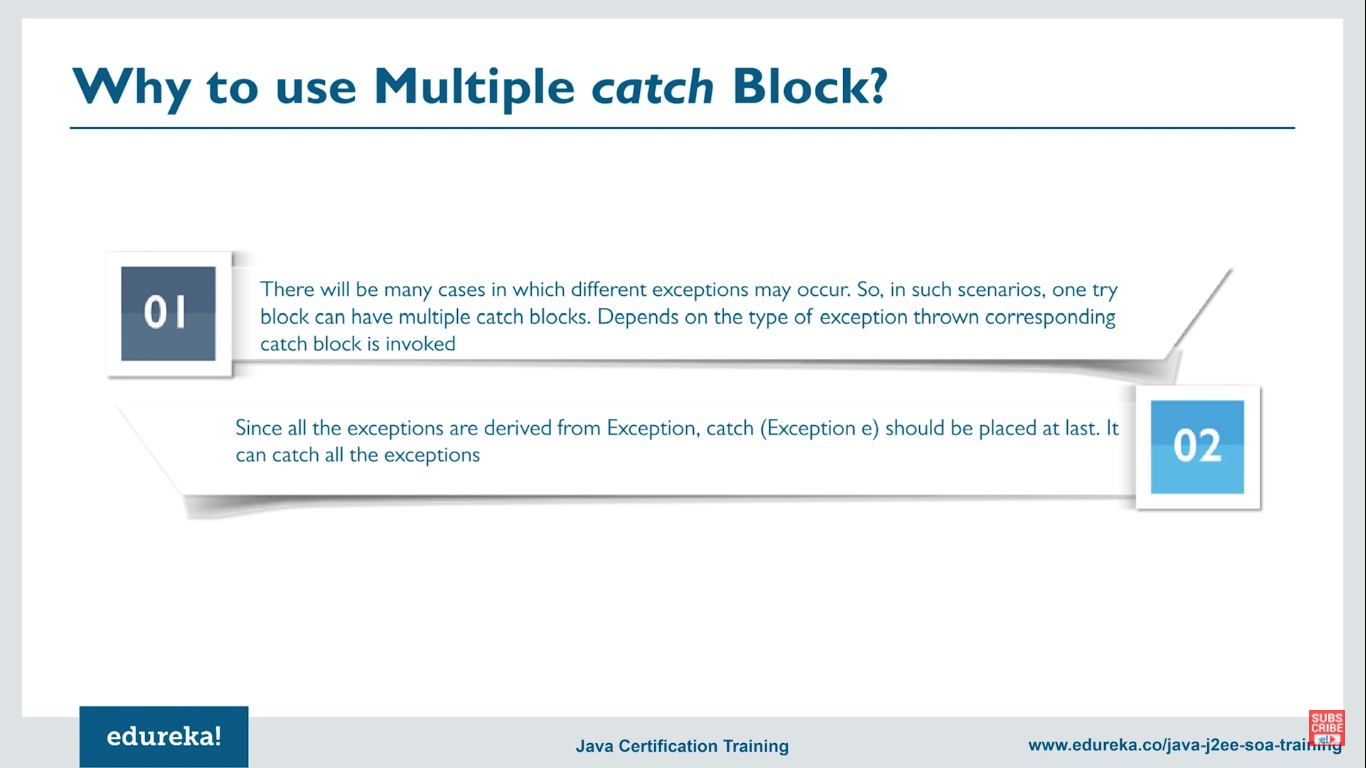 Why to use Multiple catch Block?
01
There will be many cases in which different exceptions may occur. So, in such scenarios, one try
block can have multiple catch blocks. Depends on the type of exception thrown corresponding
catch block is invoked
Since all the exceptions are derived from Exception, catch (Exception e) should be placed at last. It
can catch all the exceptions
02
edureka!
Java Certification Training
www.edureka.co/java-j2ee-soa-training
SUBS
CRIBE